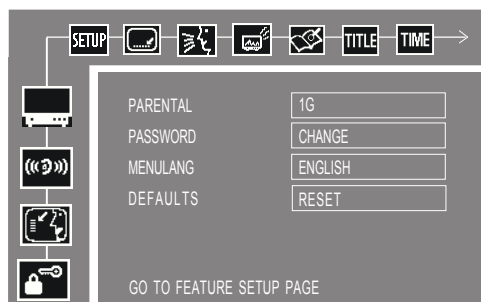 SETUP TITLE TIME
PARENTAL 1G
PASSWORD CHANGE
MENULANG ENGLISH
DEFAULTS RESET
GO TO FEATURE SETUP PAGE